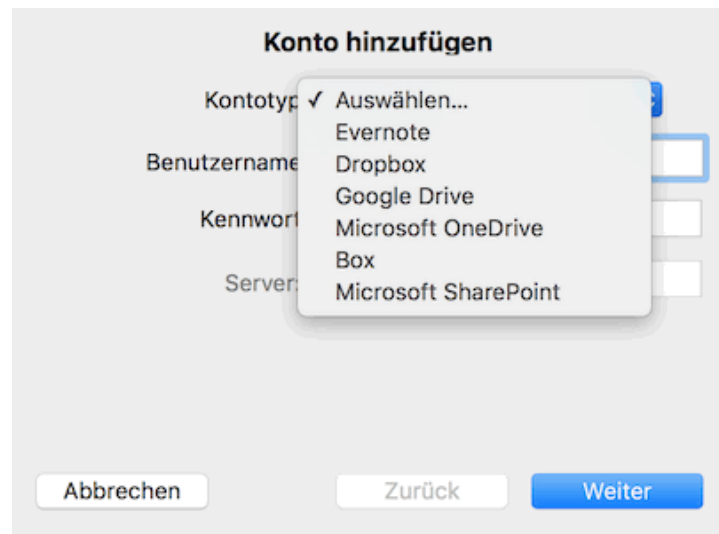 Konto hinzufügen
Kontotyp ✓ Auswählen...
Evernote
Benutzername
Dropbox
Google Drive
Kennwort
Microsoft OneDrive
Box
Server:
Microsoft SharePoint
Abbrechen Zurück Weiter